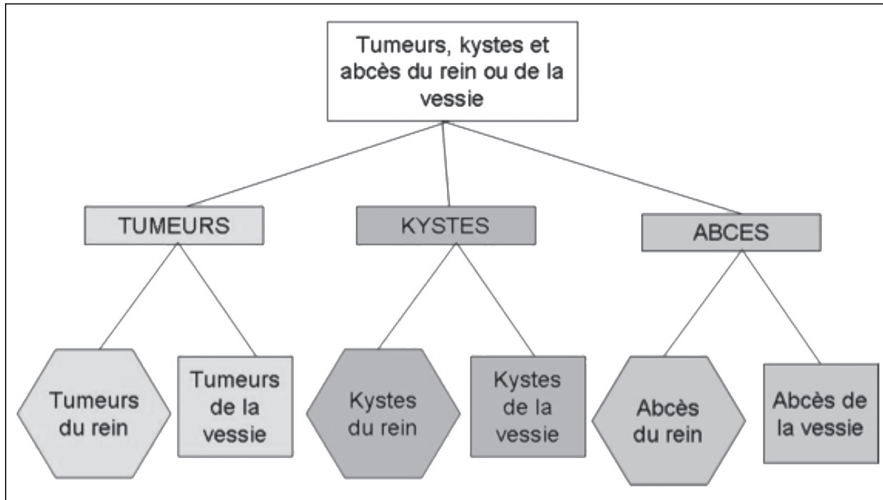 Tumeurs, kystes et
abcès du rein ou de la
vessie
TUMEURS
KYSTES
ABCES
Tumeurs
du rein
Tumeurs
de la
vessie
Kystes
du rein
Kystes
de la
vessie
Abcès
du rein
Abcès de
la vessie